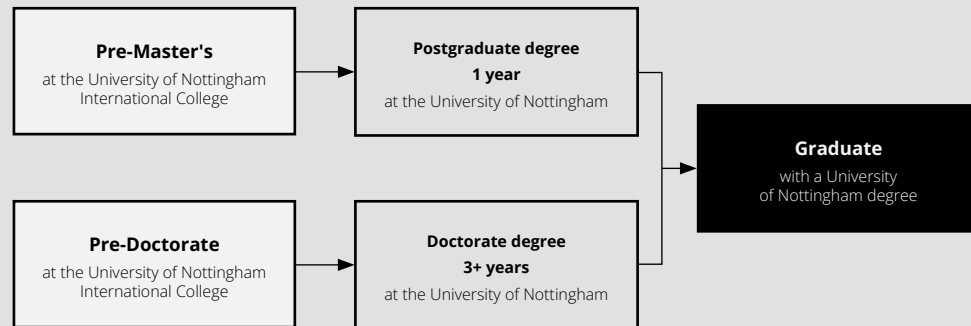 Pre-Master's
at the University of Nottingham
International College
Postgraduate degree
1 year
at the University of Nottingham
Graduate
with a University
of Nottingham degree
Pre-Doctorate
at the University of Nottingham
International College
Doctorate degree
3+ years
at the University of Nottingham